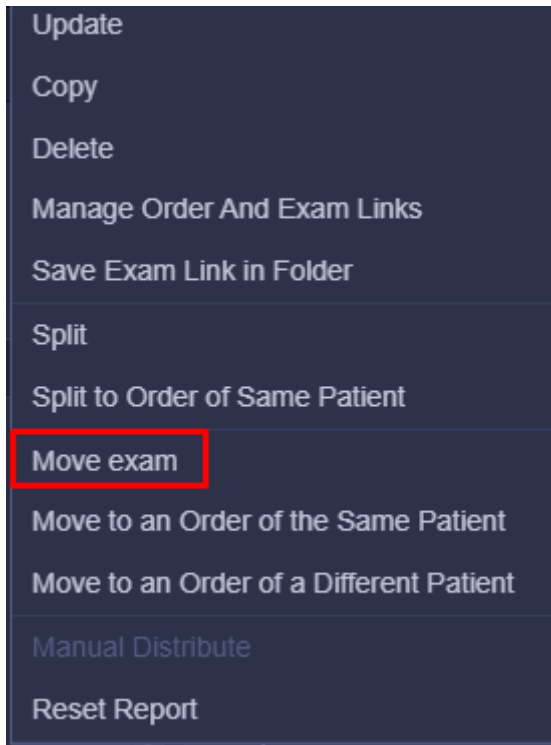 Update
Copy
Delete
Manage Order And Exam Links
Save Exam Link in Folder
Split
Split to Order of Same Patient
Move exam
Move to an Order of the Same Patient
Move to an Order of a Different Patient
Manual Distribute
Reset Report